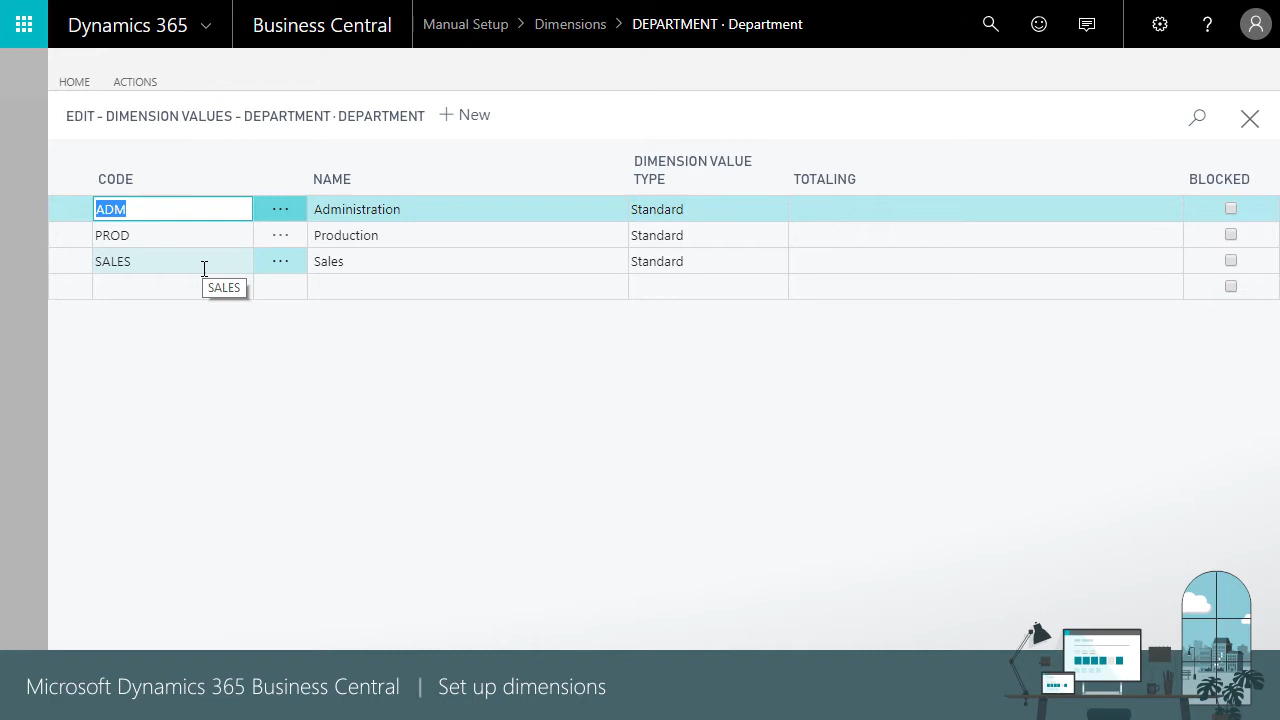 Dynamics 365 Business Central Manual Setup Dimensions DEPARTMENT · Department
HOME ACTIONS
EDIT - DIMENSION VALUES - DEPARTMENT · DEPARTMENT + New
CODE NAME DIMENSION VALUE TYPE TOTALING BLOCKED
ADM ··· Administration Standard
PROD ··· Production Standard
SALES ··· Sales Standard
SALES
Microsoft Dynamics 365 Business Central | Set up dimensions